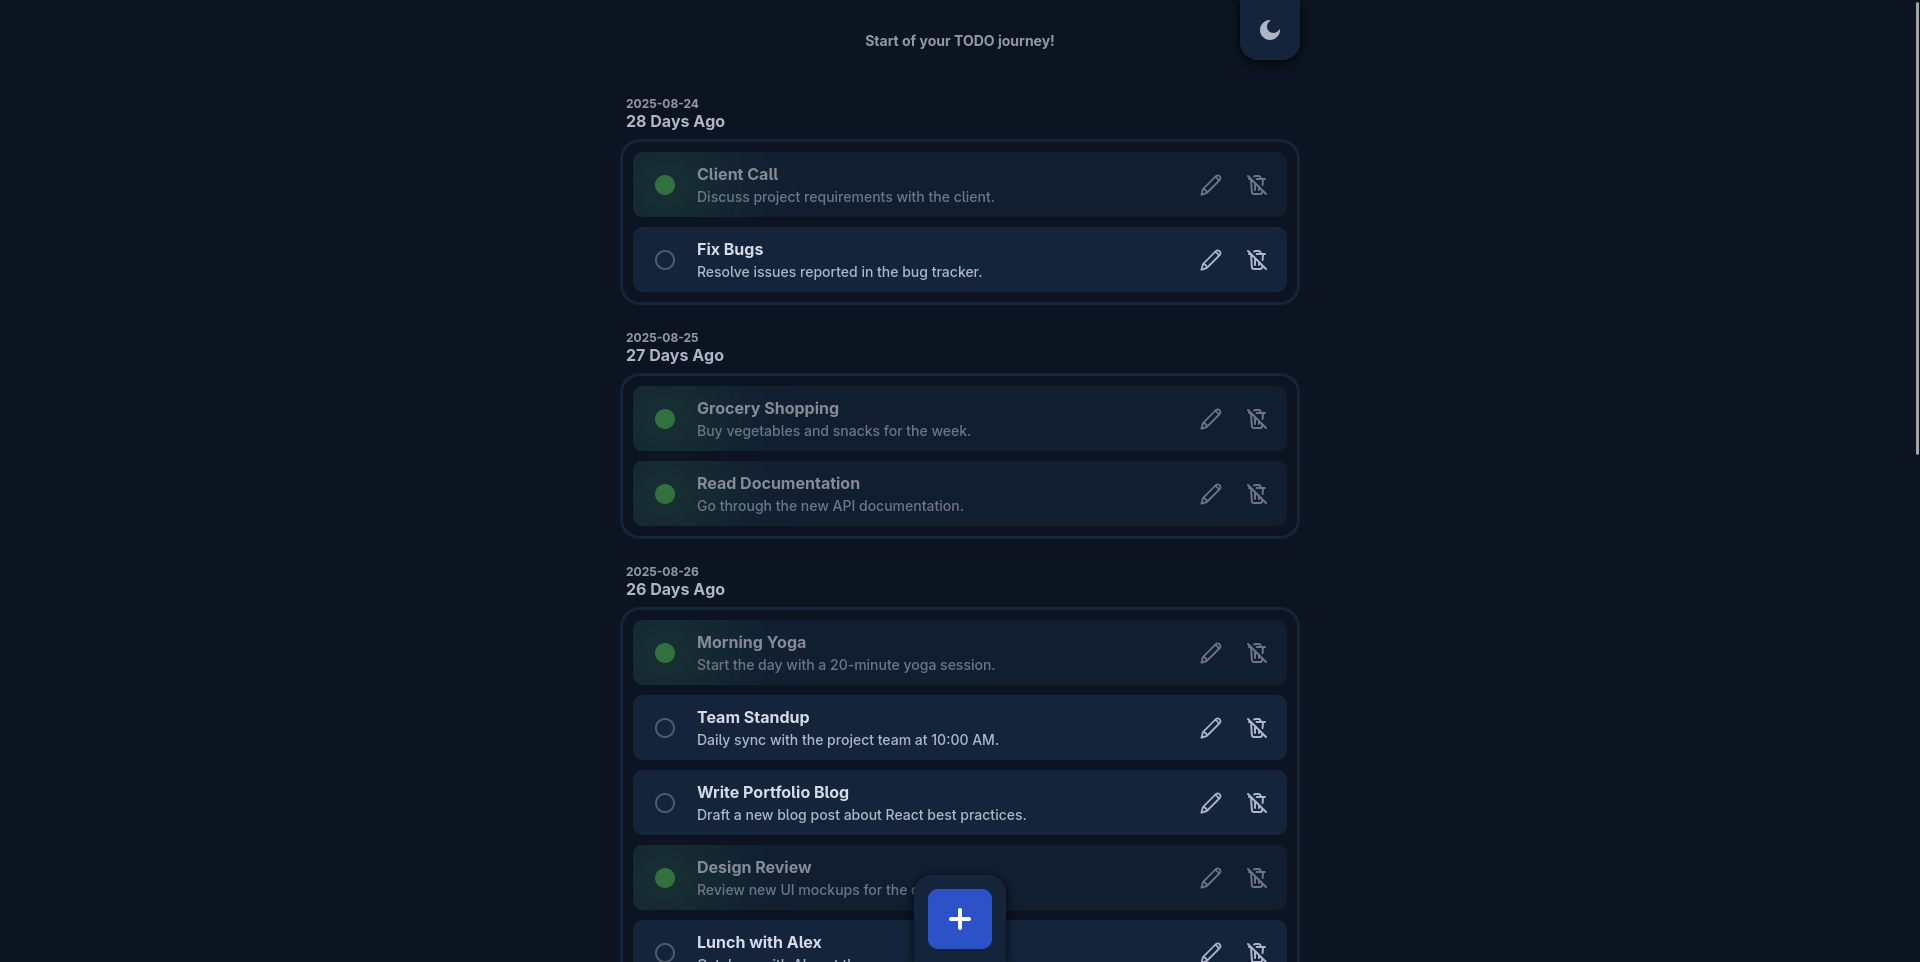 Start of your TODO journey!
2025-08-24
28 Days Ago
Client Call
Discuss project requirements with the client.
Fix Bugs
Resolve issues reported in the bug tracker.
2025-08-25
27 Days Ago
Grocery Shopping
Buy vegetables and snacks for the week.
Read Documentation
Go through the new API documentation.
2025-08-26
26 Days Ago
Morning Yoga
Start the day with a 20-minute yoga session.
Team Standup
Daily sync with the project team at 10:00 AM.
Write Portfolio Blog
Draft a new blog post about React best practices.
Design Review
Review new UI mockups for the
Lunch with Alex